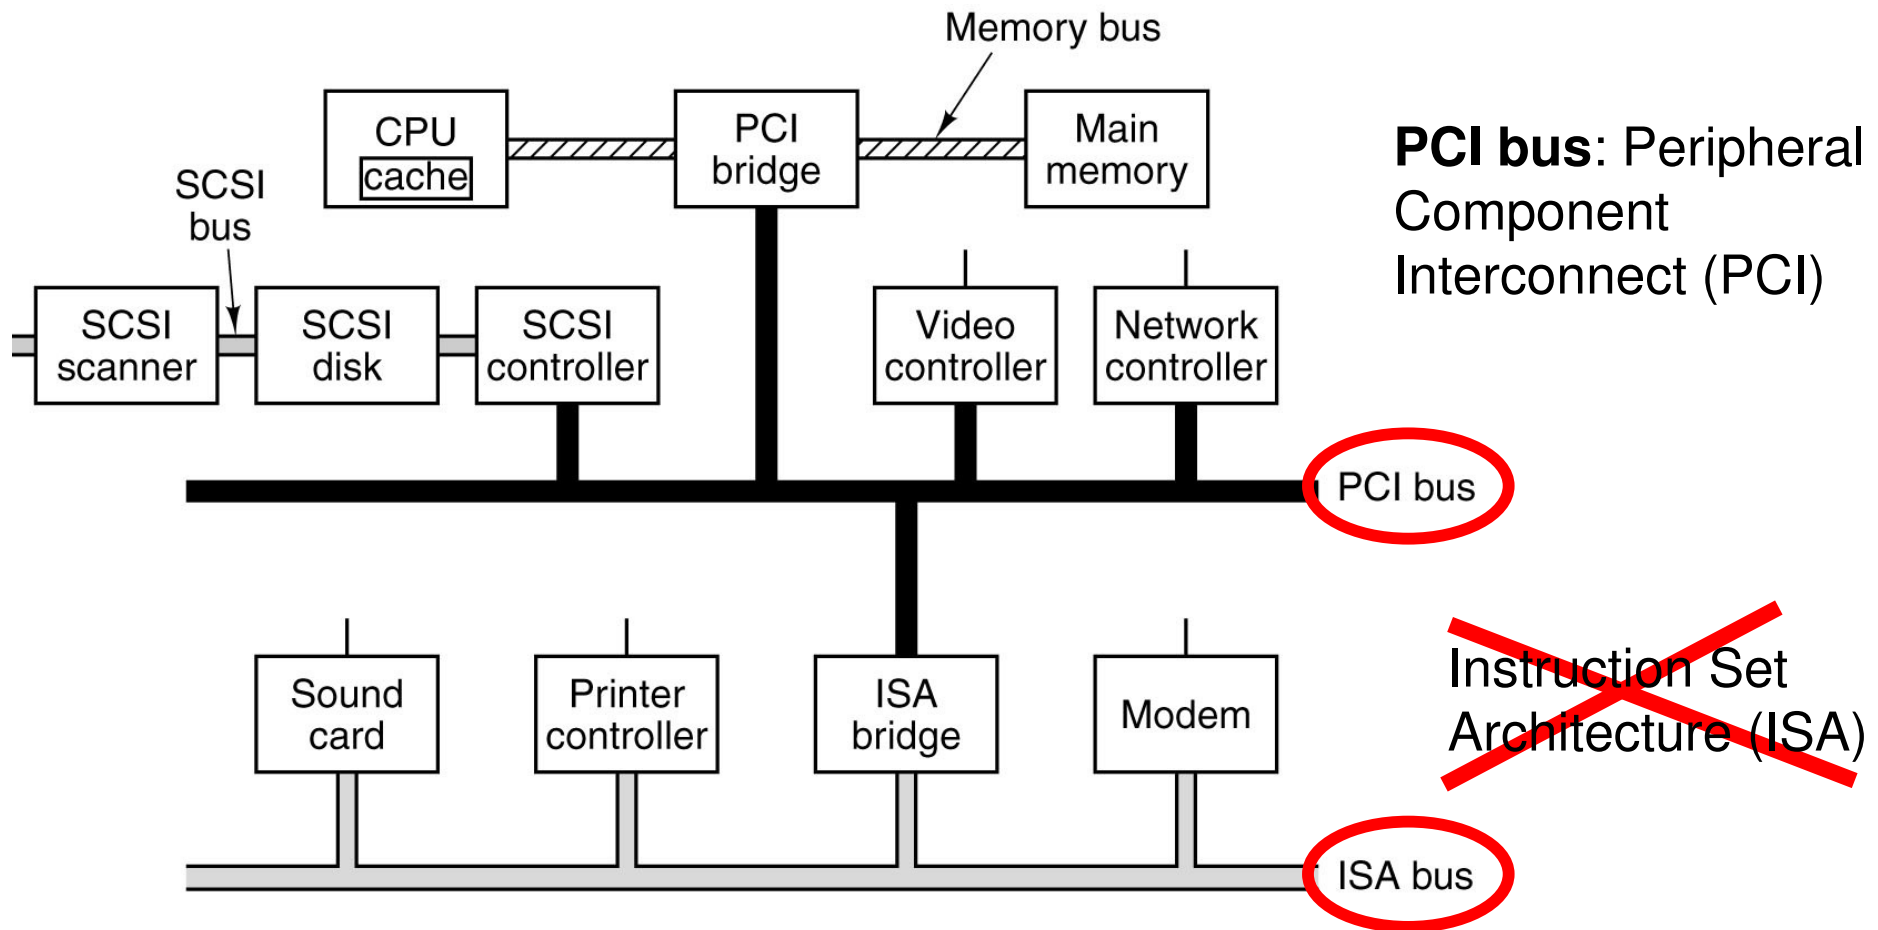 Memory bus
CPU
cache
PCI
bridge
Main
memory
PCI bus: Peripheral
Component
Interconnect (PCI)
SCSI
bus
SCSI
scanner
SCSI
disk
SCSI
controller
Video
controller
Network
controller
PCI bus
Sound
card
Printer
controller
ISA
bridge
Modem
Instruction Set
Architecture (ISA)
ISA bus